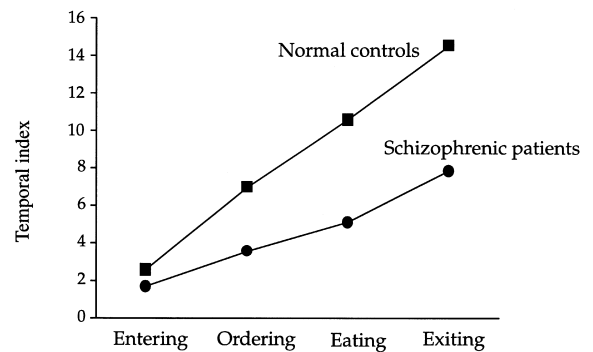 16
14
12
10
8
6
4
2
0
Temporal index
Normal controls
Schizophrenic patients
Entering Ordering Eating Exiting